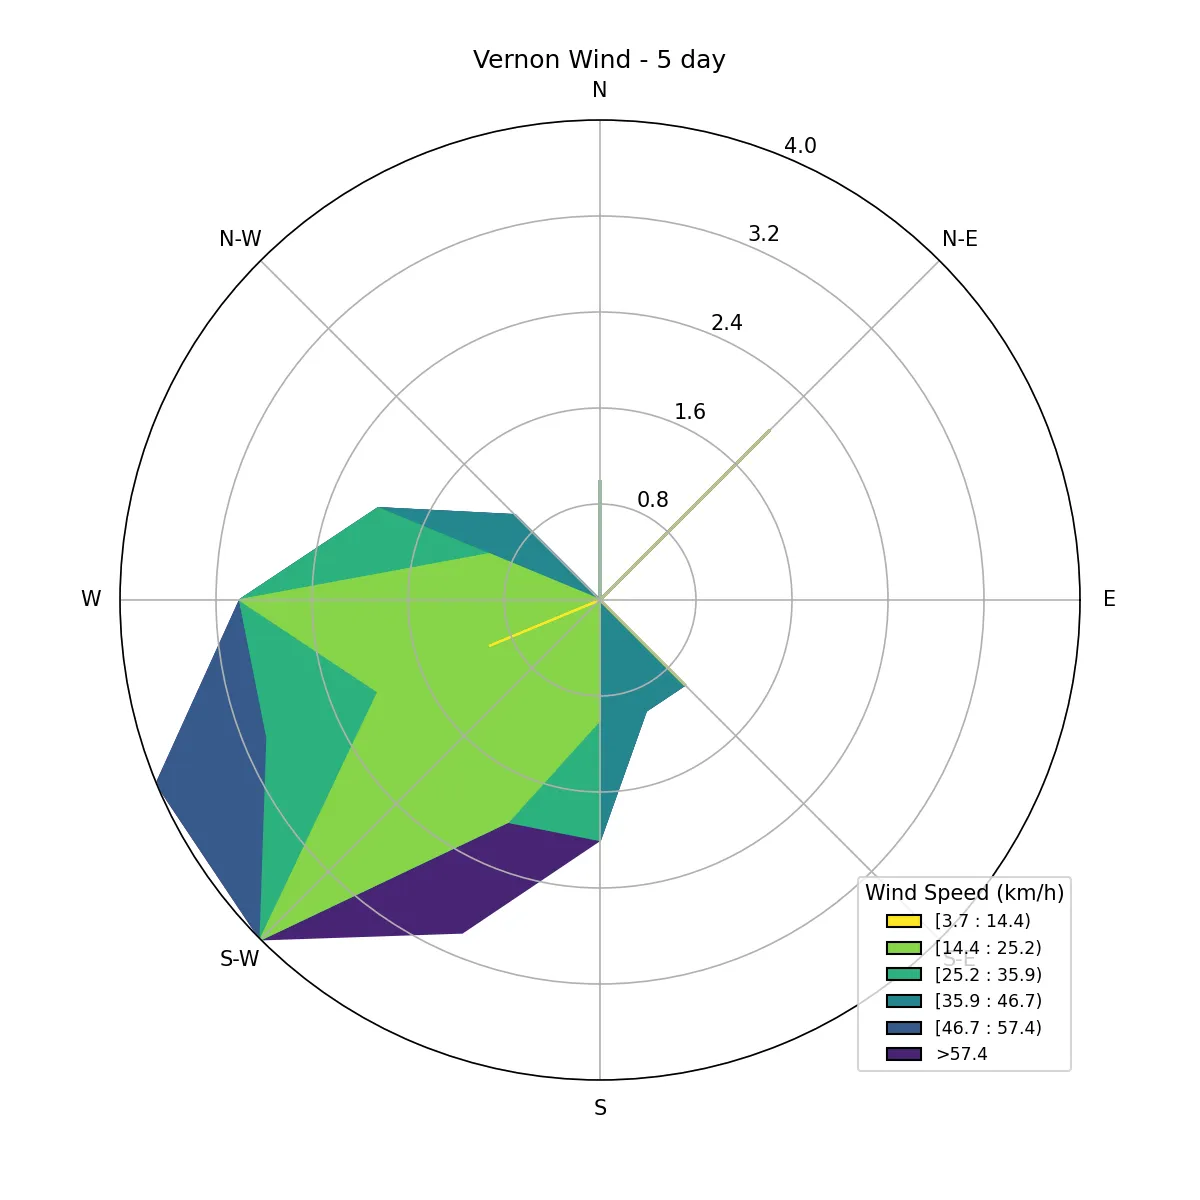 Vernon Wind - 5 day
N
4.0
N-W
3.2
N-E
2.4
1.6
0.8
W
E
S-W
S-E
S
Wind Speed (km/h)
[3.7 : 14.4)
[14.4 : 25.2)
[25.2 : 35.9)
[35.9 : 46.7)
[46.7 : 57.4)
>57.4